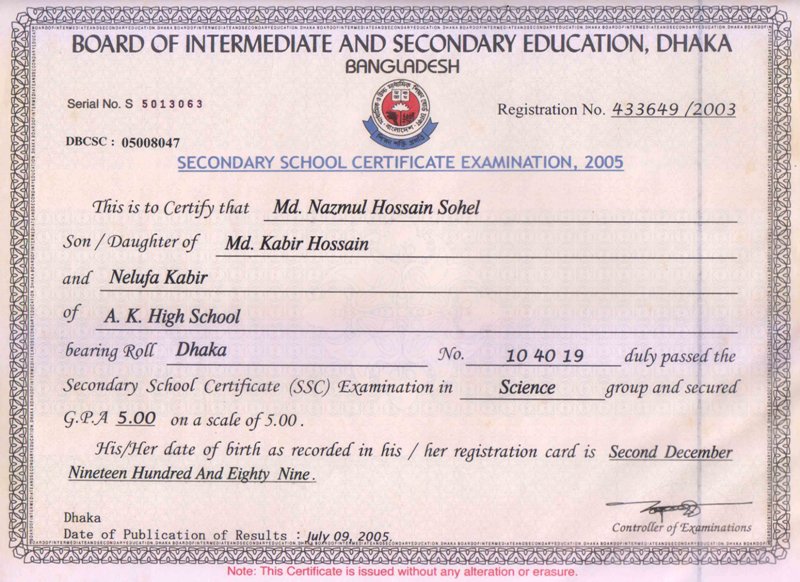 BOARD OF INTERMEDIATE AND SECONDARY EDUCATION, DHAKA
BANGLADESH
Serial No. S 5013063
Registration No. 433649 /2003
DBCSC : 05008047
SECONDARY SCHOOL CERTIFICATE EXAMINATION, 2005
This is to Certify that Md. Nazmul Hossain Sohel
Son / Daughter of Md. Kabir Hossain
and Nelufa Kabir
of A. K. High School
bearing Roll Dhaka No. 10 40 19 duly passed the
Secondary School Certificate (SSC) Examination in Science group and secured
G.P.A 5.00 on a scale of 5.00 .
His/Her date of birth as recorded in his / her registration card is Second December
Nineteen Hundred And Eighty Nine .
Dhaka
Controller of Examinations
Date of Publication of Results : July 09, 2005.
Note: This Certificate is issued without any alteration or erasure.